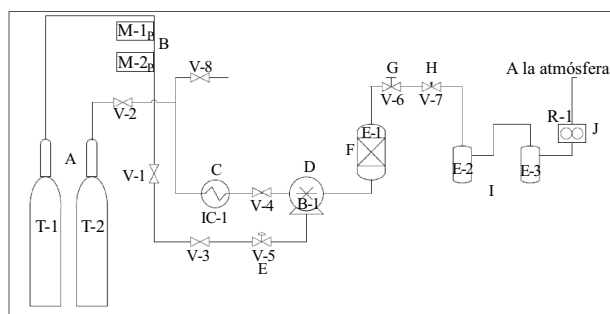 M-1P
B
M-2P
V-8
G
H
A la atmósfera
V-2
V-6
V-7
R-1
J
E-1
F
A
V-1
C
D
E-2
E-3
I
T-1
T-2
IC-1
V-4
B-1
V-3
V-5
E